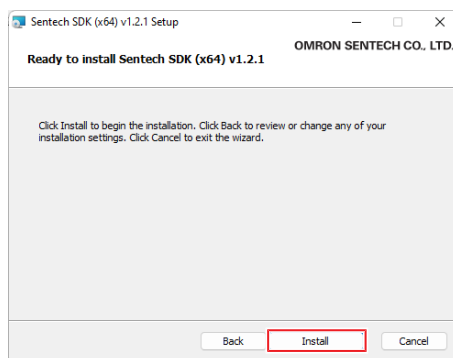 Sentech SDK (x64) v1.2.1 Setup
OMRON SENTECH CO., LTD.
Ready to install Sentech SDK (x64) v1.2.1
Click Install to begin the installation. Click Back to review or change any of your
installation settings. Click Cancel to exit the wizard.
Back
Install
Cancel